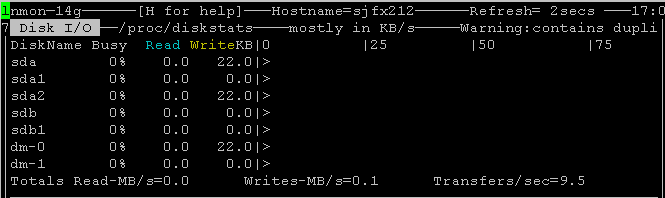 1nmon-14g [H for help] Hostname=sjfx212 Refresh= 2secs 17:0
7 Disk I/O /proc/diskstats mostly in KB/s Warning:contains dupli
DiskName Busy Read WriteKB|0 |25 |50 |75
sda 0% 0.0 22.0|>
sda1 0% 0.0 0.0|>
sda2 0% 0.0 22.0|>
sdb 0% 0.0 0.0|>
sdb1 0% 0.0 0.0|>
dm-0 0% 0.0 22.0|>
dm-1 0% 0.0 0.0|>
Totals Read-MB/s=0.0 Writes-MB/s=0.1 Transfers/sec=9.5